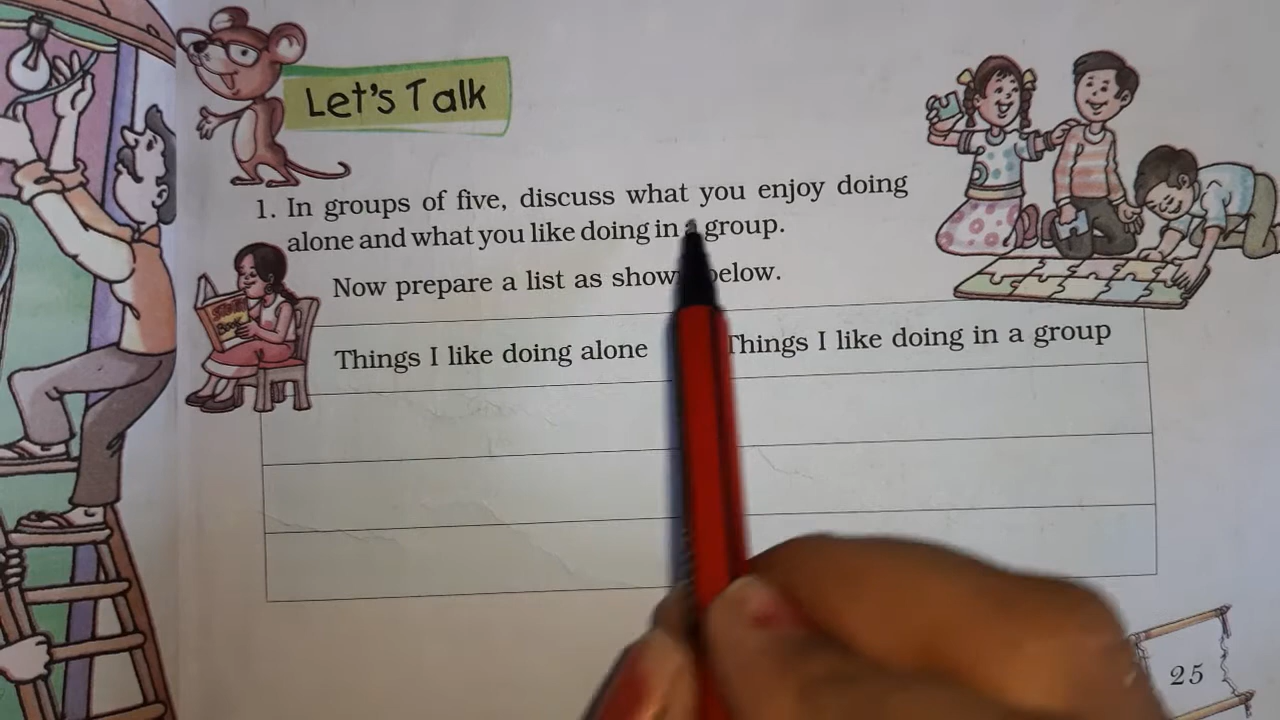 Let's Talk
1. In groups of five, discuss what you enjoy doing
alone and what you like doing in a group.
Now prepare a list as below.
Things I like doing alone Things I like doing in a group
25